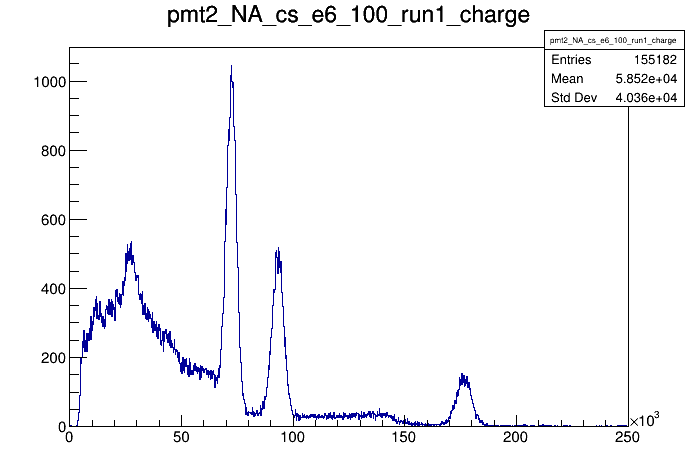 pmt2_NA_cs_e6_100_run1_charge
pmt2_NA_cs_e6_100_run1_charge
Entries 155182
Mean 5.852e+04
Std Dev 4.036e+04
1000
800
600
400
200
0
0 50 100 150 200 250
×10³